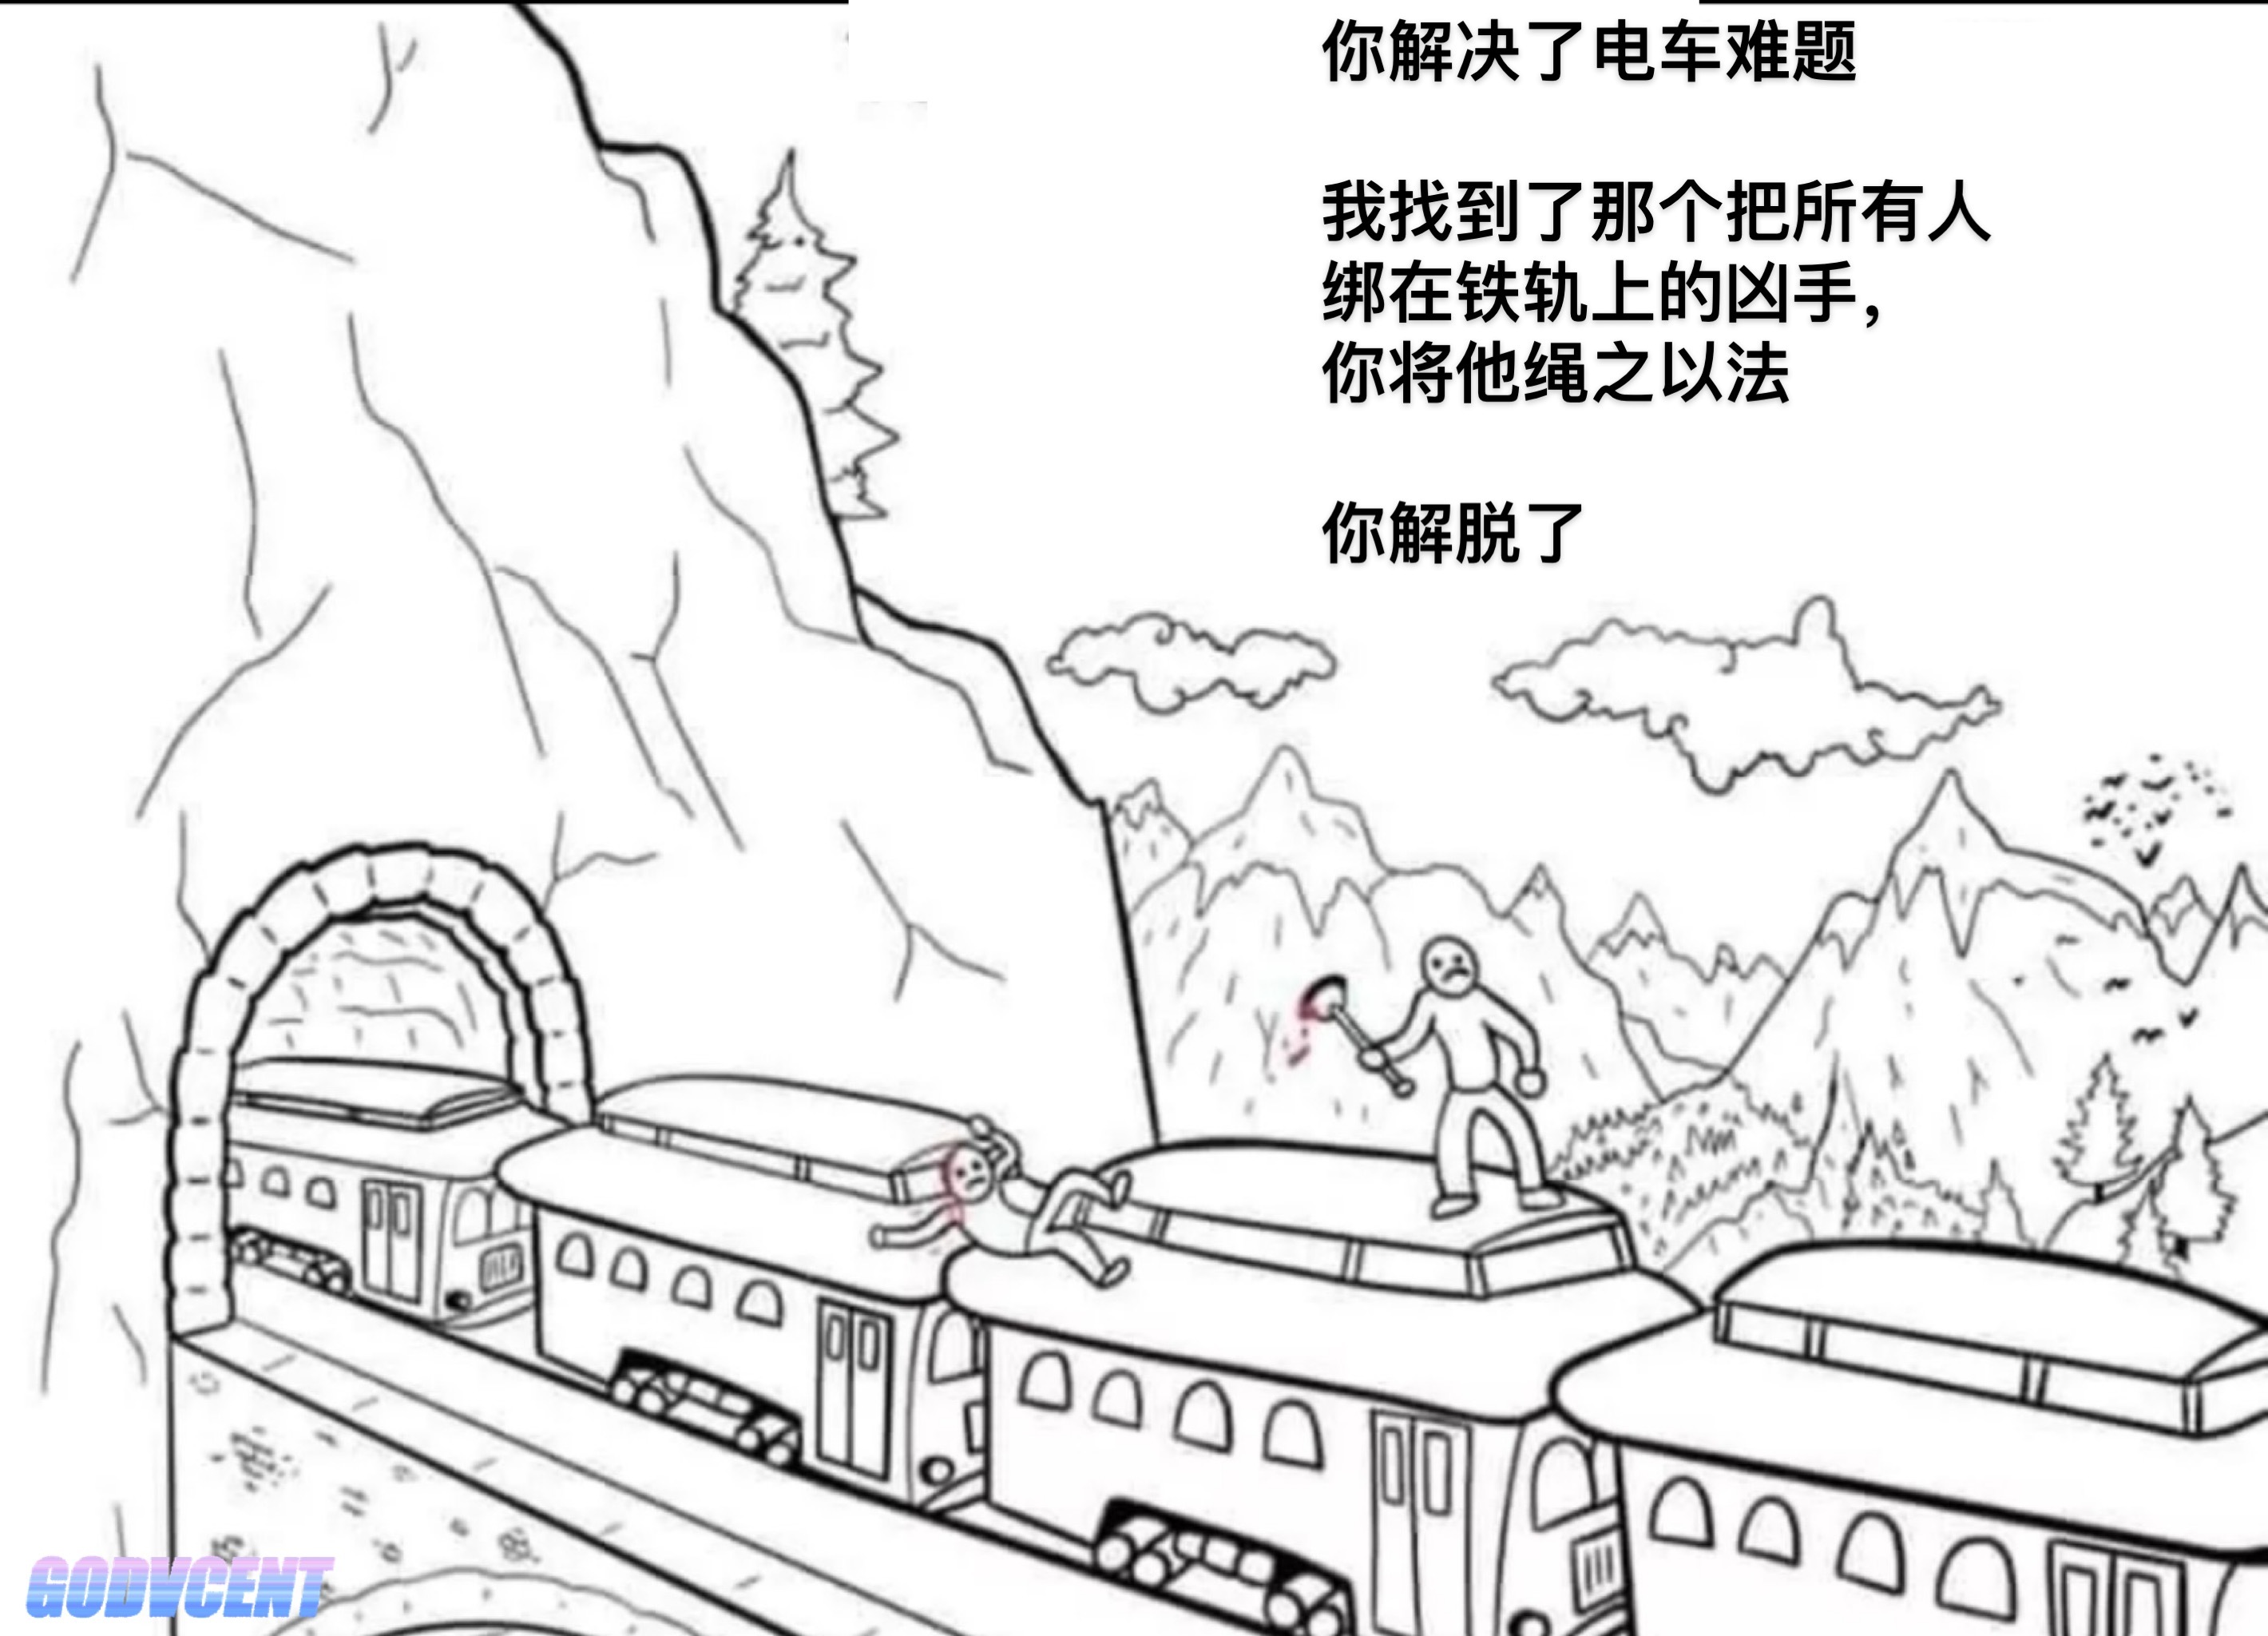 你解决了电车难题
我找到了那个把所有人
绑在铁轨上的凶手，
你将他绳之以法
你解脱了
GODVCENT